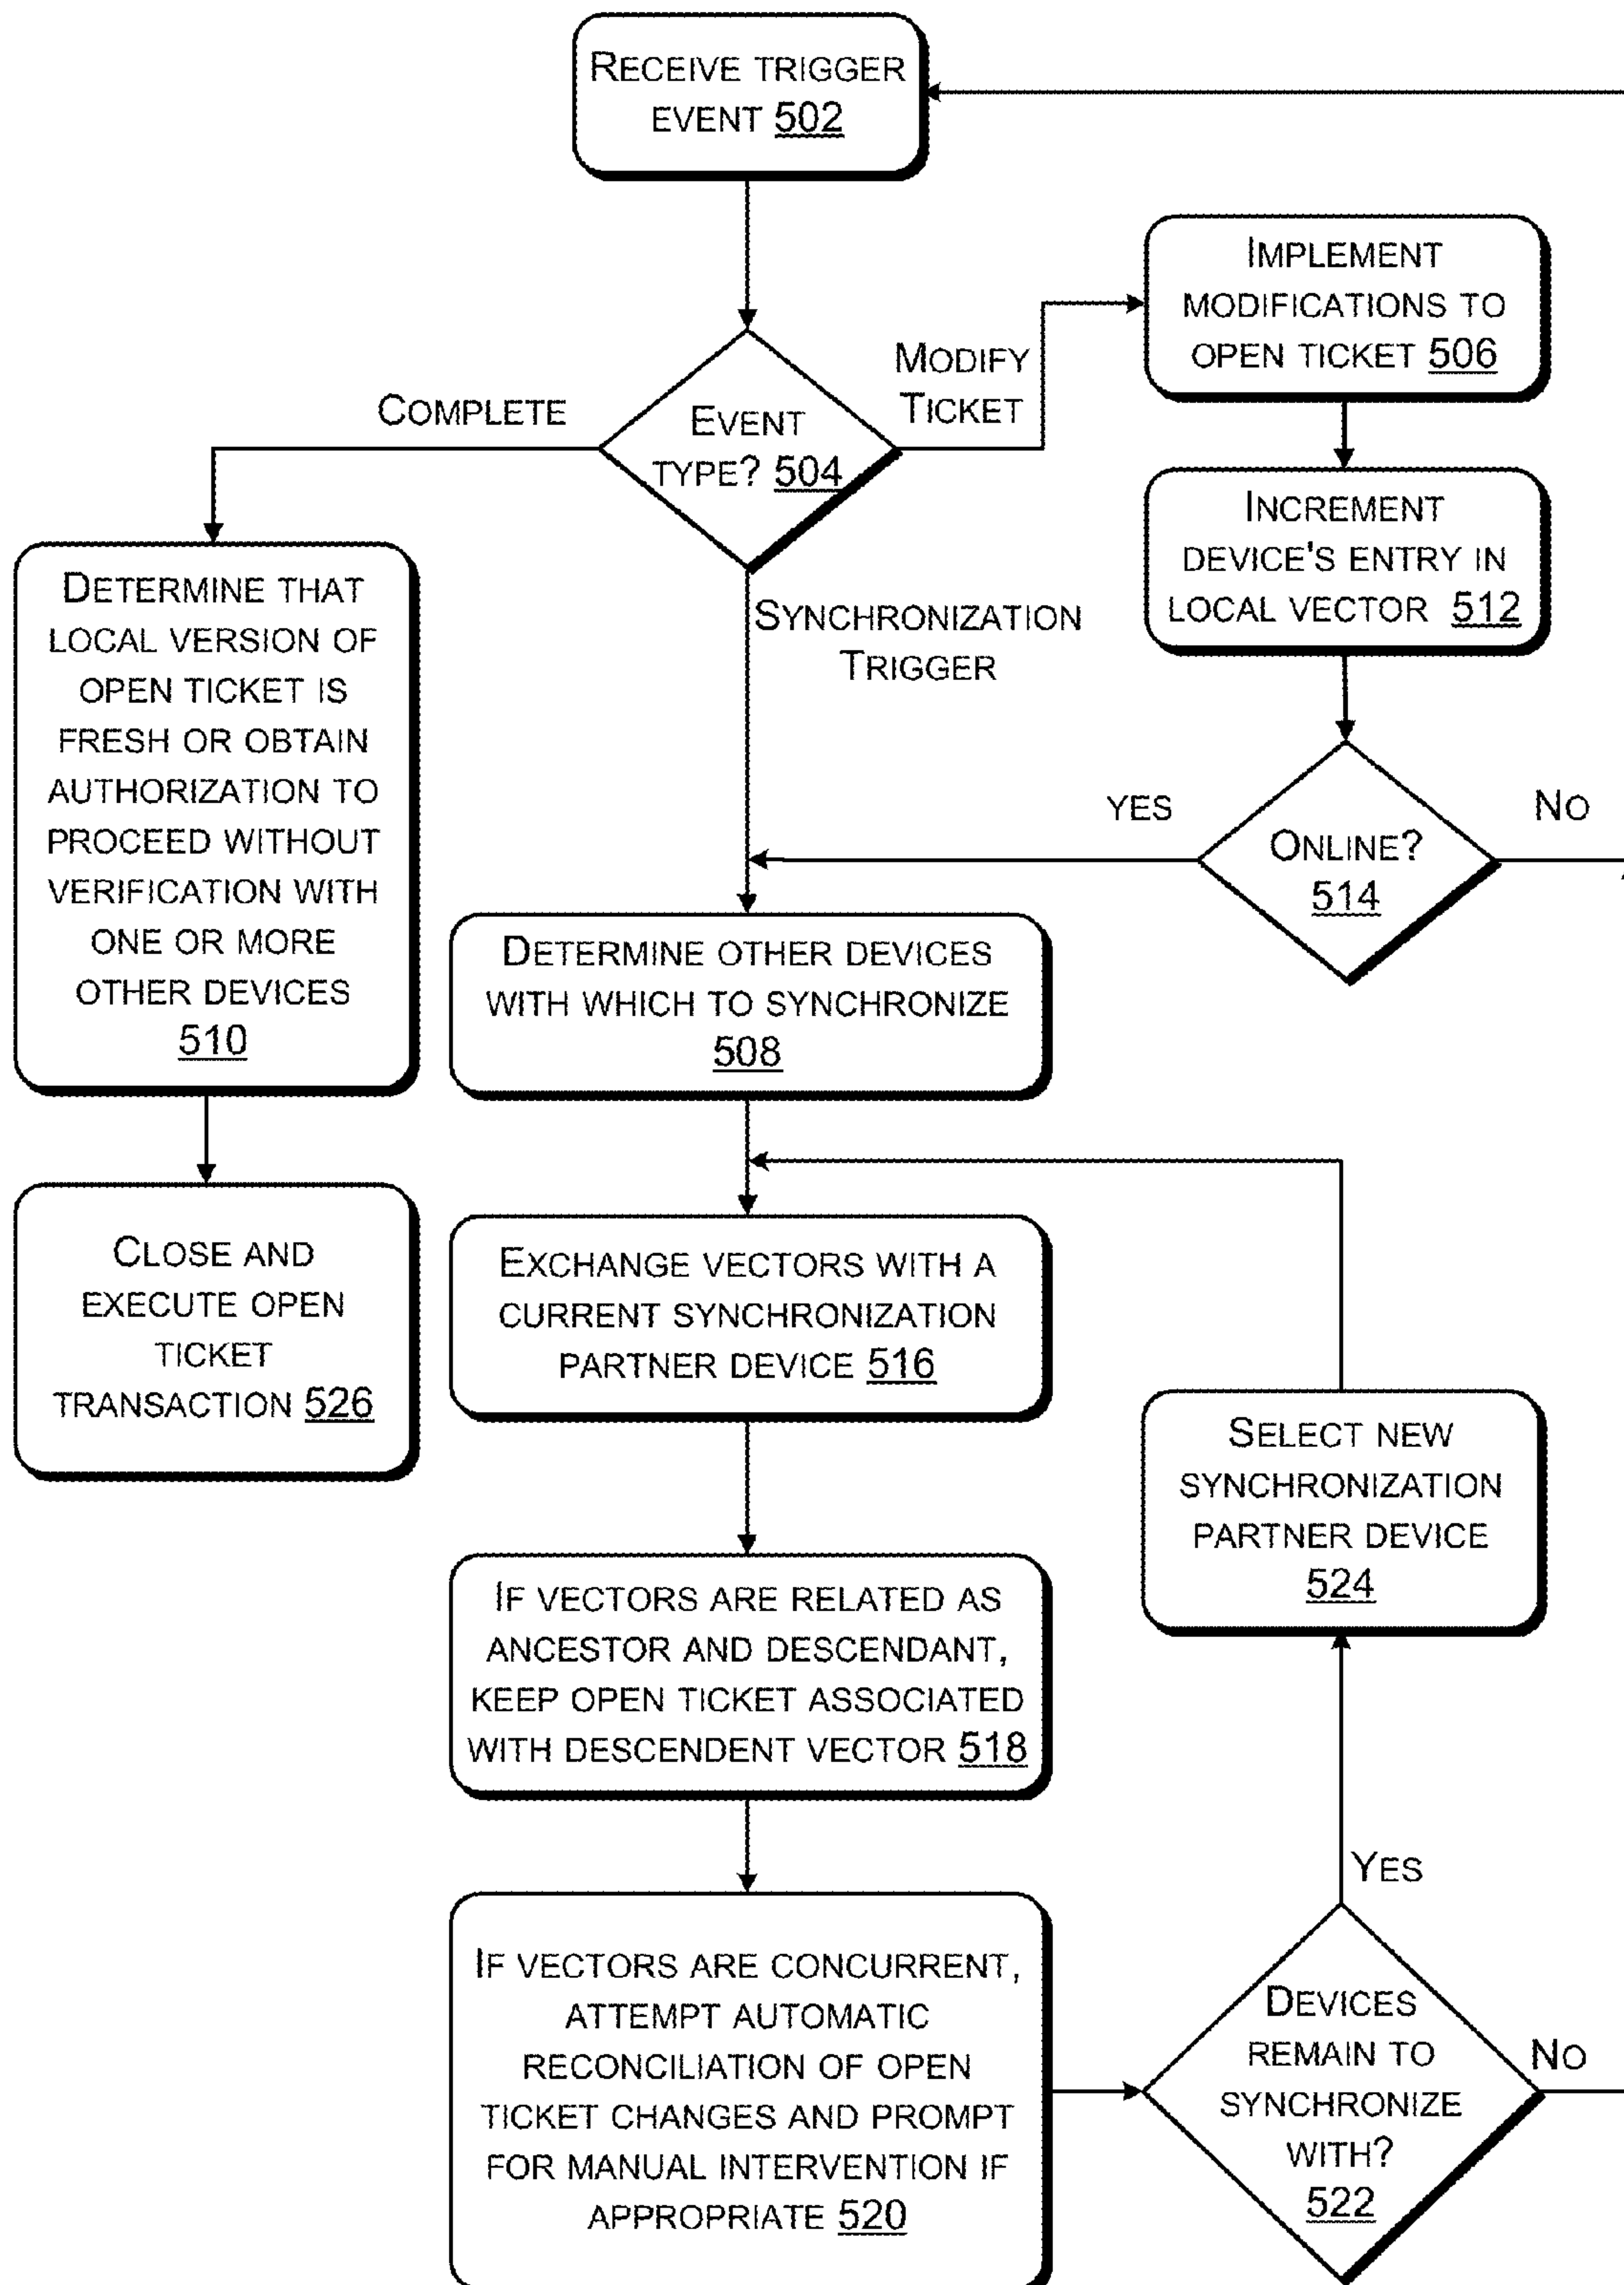 RECEIVE TRIGGER
EVENT 502
IMPLEMENT
MODIFICATIONS TO
OPEN TICKET 506
MODIFY
TICKET
COMPLETE
EVENT
TYPE? 504
INCREMENT
DEVICE'S ENTRY IN
LOCAL VECTOR 512
SYNCHRONIZATION
TRIGGER
DETERMINE THAT
LOCAL VERSION OF
OPEN TICKET IS
FRESH OR OBTAIN
AUTHORIZATION TO
PROCEED WITHOUT
VERIFICATION WITH
ONE OR MORE
OTHER DEVICES
510
YES
ONLINE?
514
NO
DETERMINE OTHER DEVICES
WITH WHICH TO SYNCHRONIZE
508
CLOSE AND
EXECUTE OPEN
TICKET
TRANSACTION 526
EXCHANGE VECTORS WITH A
CURRENT SYNCHRONIZATION
PARTNER DEVICE 516
SELECT NEW
SYNCHRONIZATION
PARTNER DEVICE
524
IF VECTORS ARE RELATED AS
ANCESTOR AND DESCENDANT,
KEEP OPEN TICKET ASSOCIATED
WITH DESCENDENT VECTOR 518
YES
IF VECTORS ARE CONCURRENT,
ATTEMPT AUTOMATIC
RECONCILIATION OF OPEN
TICKET CHANGES AND PROMPT
FOR MANUAL INTERVENTION IF
APPROPRIATE 520
DEVICES
REMAIN TO
SYNCHRONIZE
WITH?
522
NO